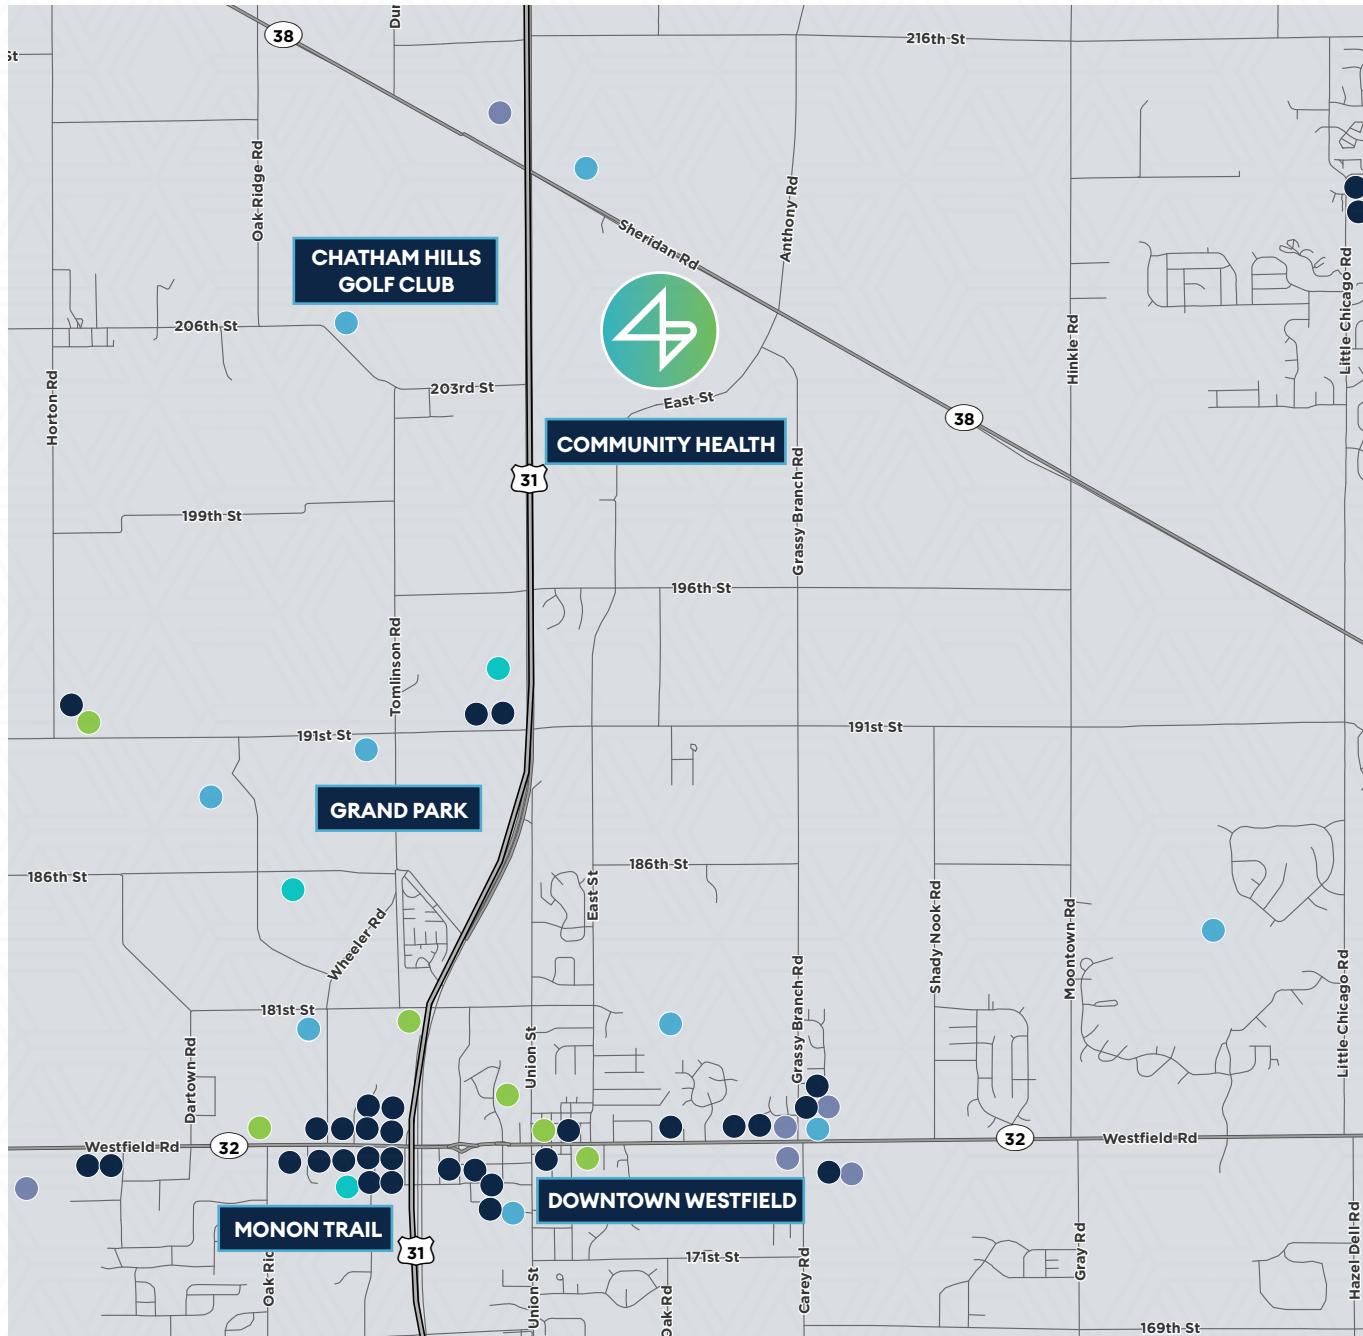 38
Dur
216th St
St
Oak Ridge Rd
Anthony Rd
Sheridan Rd
CHATHAM HILLS
GOLF CLUB
Little Chicago Rd
206th St
Hinkle Rd
203rd St
East St
Horton Rd
38
COMMUNITY HEALTH
31
Grassy Branch Rd
199th St
196th St
Tomlinson Rd
191st St
191st St
GRAND PARK
186th St
186th St
East St
Wheeler Rd
Shady Nook Rd
Moontown Rd
181st St
Grassy Branch Rd
Little Chicago Rd
Union St
Dartown Rd
Westfield Rd
32
32
Westfield Rd
DOWNTOWN WESTFIELD
MONON TRAIL
31
171st St
Oak Ric
Union St
Oak Rd
Carey Rd
Gray Rd
Hazel Dell Rd
169th St